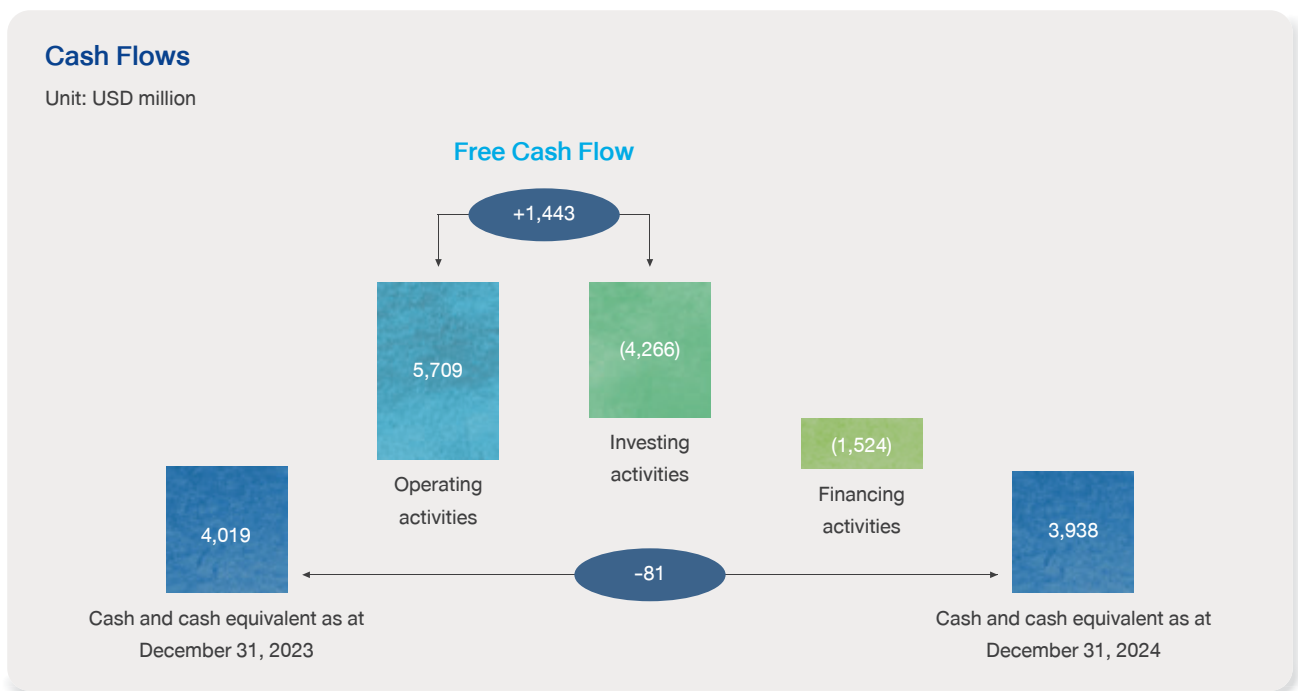 Cash Flows
Unit: USD million
Free Cash Flow
+1,443
5,709
(4,266)
Operating
activities
Investing
activities
(1,524)
Financing
activities
4,019
-81
3,938
Cash and cash equivalent as at
December 31, 2023
Cash and cash equivalent as at
December 31, 2024